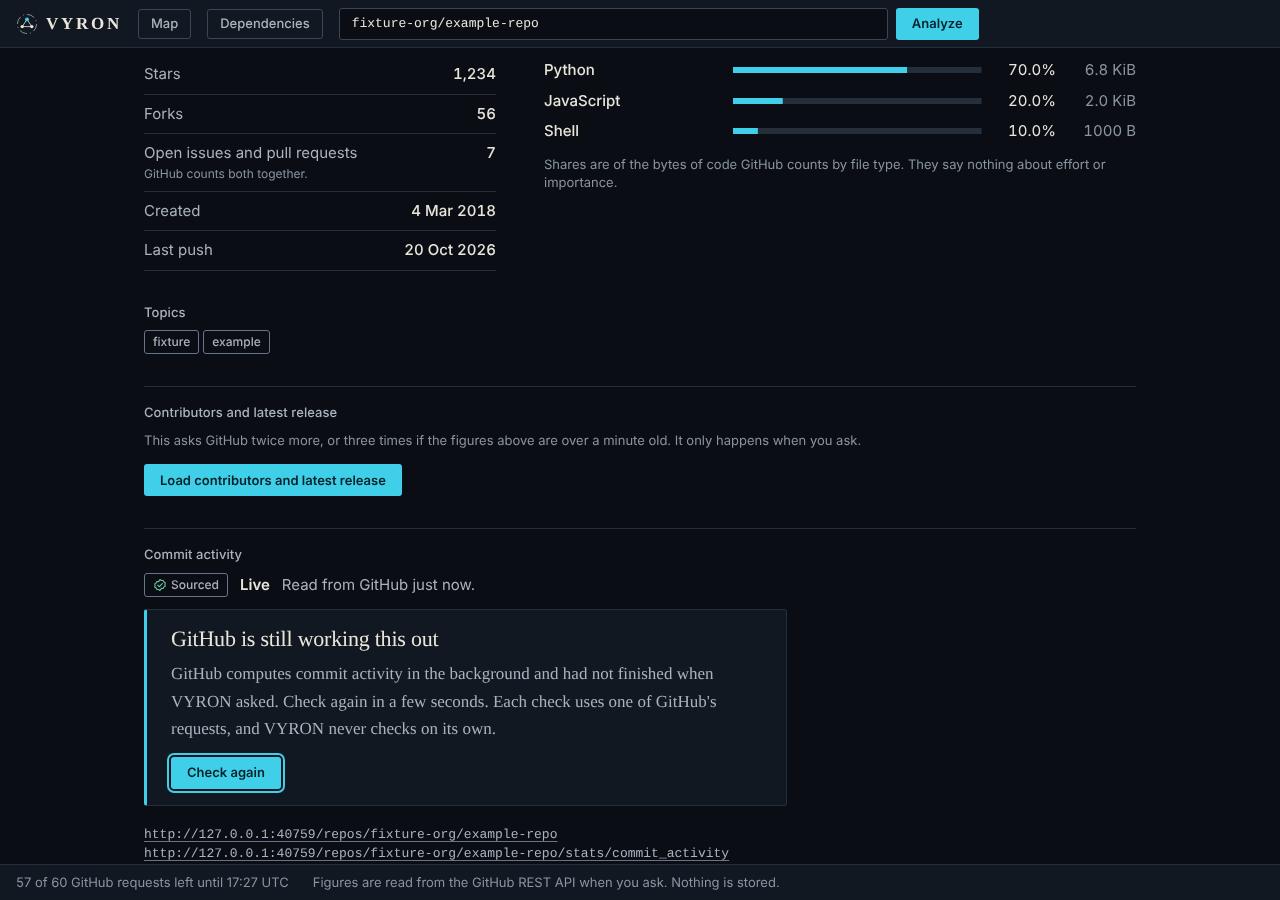 VYRON
Map
Dependencies
fixture-org/example-repo
Analyze
Stars 1,234
Forks 56
Open issues and pull requests 7
GitHub counts both together.
Created 4 Mar 2018
Last push 20 Oct 2026
Python 70.0% 6.8 KiB
JavaScript 20.0% 2.0 KiB
Shell 10.0% 1000 B
Shares are of the bytes of code GitHub counts by file type. They say nothing about effort or
importance.
Topics
fixture example
Contributors and latest release
This asks GitHub twice more, or three times if the figures above are over a minute old. It only happens when you ask.
Load contributors and latest release
Commit activity
Sourced Live Read from GitHub just now.
GitHub is still working this out
GitHub computes commit activity in the background and had not finished when
VYRON asked. Check again in a few seconds. Each check uses one of GitHub's
requests, and VYRON never checks on its own.
Check again
http://127.0.0.1:40759/repos/fixture-org/example-repo
http://127.0.0.1:40759/repos/fixture-org/example-repo/stats/commit_activity
57 of 60 GitHub requests left until 17:27 UTC Figures are read from the GitHub REST API when you ask. Nothing is stored.